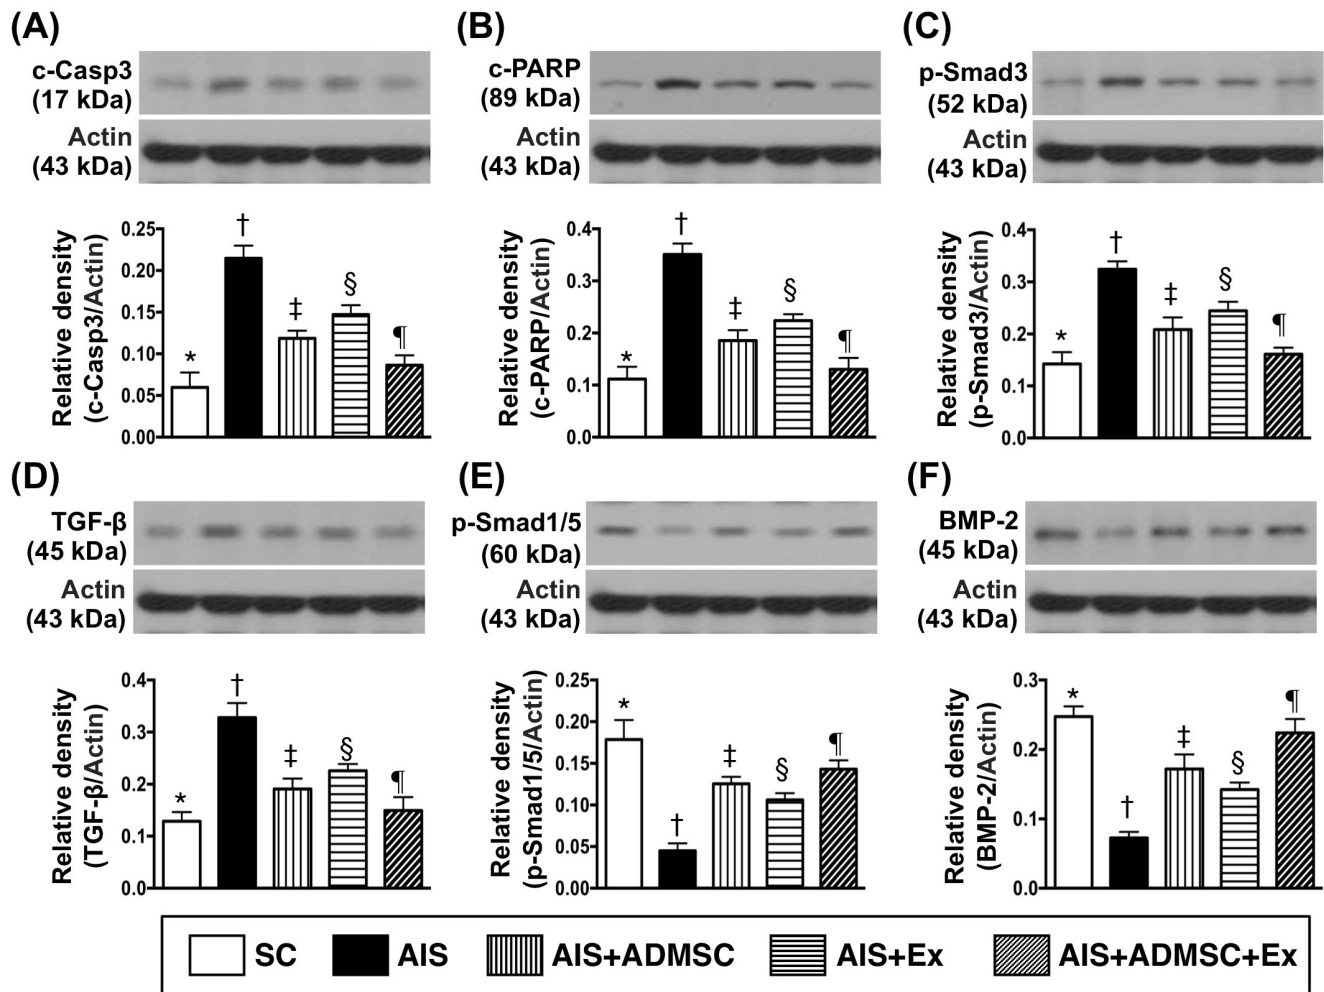 (A)
c-Casp3
(17 kDa)
Actin
(43 kDa)
Relative density
(c-Casp3/Actin)
0.25
0.20
0.15
0.10
0.05
0.00
*
†
‡
§
¶
(B)
c-PARP
(89 kDa)
Actin
(43 kDa)
Relative density
(c-PARP/Actin)
0.4
0.3
0.2
0.1
0.0
*
†
‡
§
¶
(C)
p-Smad3
(52 kDa)
Actin
(43 kDa)
Relative density
(p-Smad3/Actin)
0.4
0.3
0.2
0.1
0.0
*
†
‡
§
¶
(D)
TGF-β
(45 kDa)
Actin
(43 kDa)
Relative density
(TGF-β/Actin)
0.4
0.3
0.2
0.1
0.0
*
†
‡
§
¶
(E)
p-Smad1/5
(60 kDa)
Actin
(43 kDa)
Relative density
(p-Smad1/5/Actin)
0.25
0.20
0.15
0.10
0.05
0.00
*
†
‡
§
¶
(F)
BMP-2
(45 kDa)
Actin
(43 kDa)
Relative density
(BMP-2//Actin)
0.3
0.2
0.1
0.0
*
†
‡
§
¶
SC AIS AIS+ADMSC AIS+Ex AIS+ADMSC+Ex